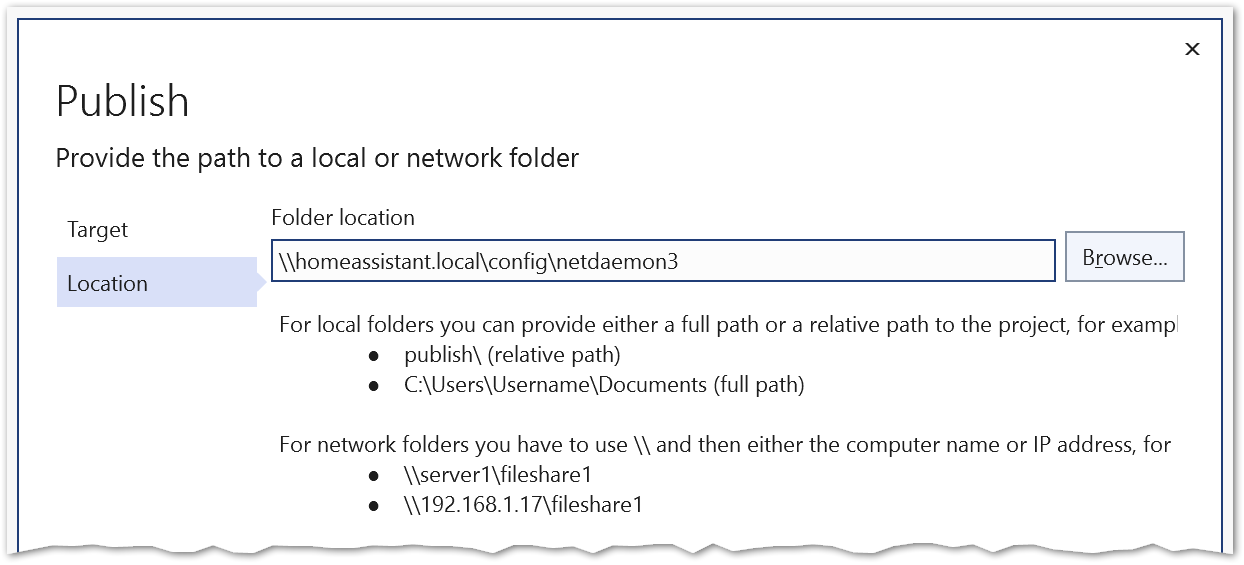 ×
Publish
Provide the path to a local or network folder
Target
Location
Folder location
\\homeassistant.local\config\netdaemon3
Browse...
For local folders you can provide either a full path or a relative path to the project, for exampl
● publish\ (relative path)
● C:\Users\Username\Documents (full path)
For network folders you have to use \\ and then either the computer name or IP address, for
● \\server1\fileshare1
● \\192.168.1.17\fileshare1